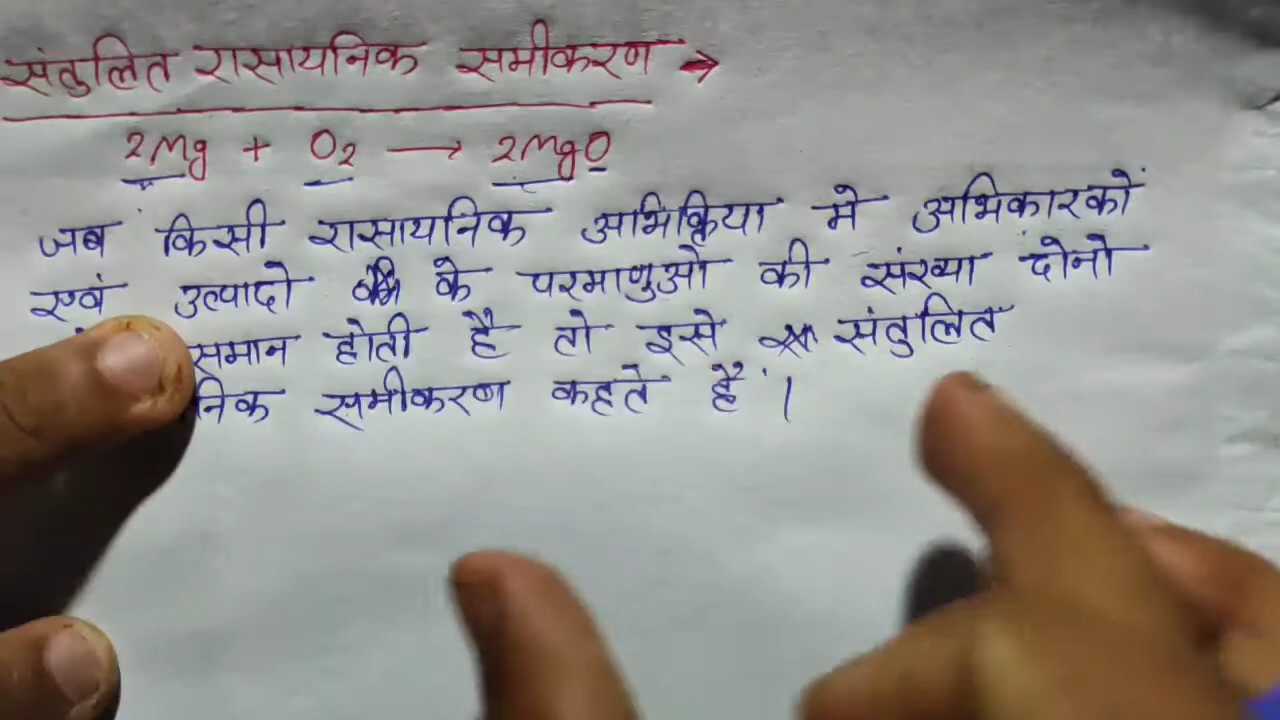 संतुलित रासायनिक समीकरण →
2Mg + O₂ → 2MgO
जब किसी रासायनिक अभिक्रिया मे अभिकारकों
एवं उत्पादो के परमाणुओ की संख्या दोनो
समान होती है तो इसे संतुलित
निक समीकरण कहते है ।